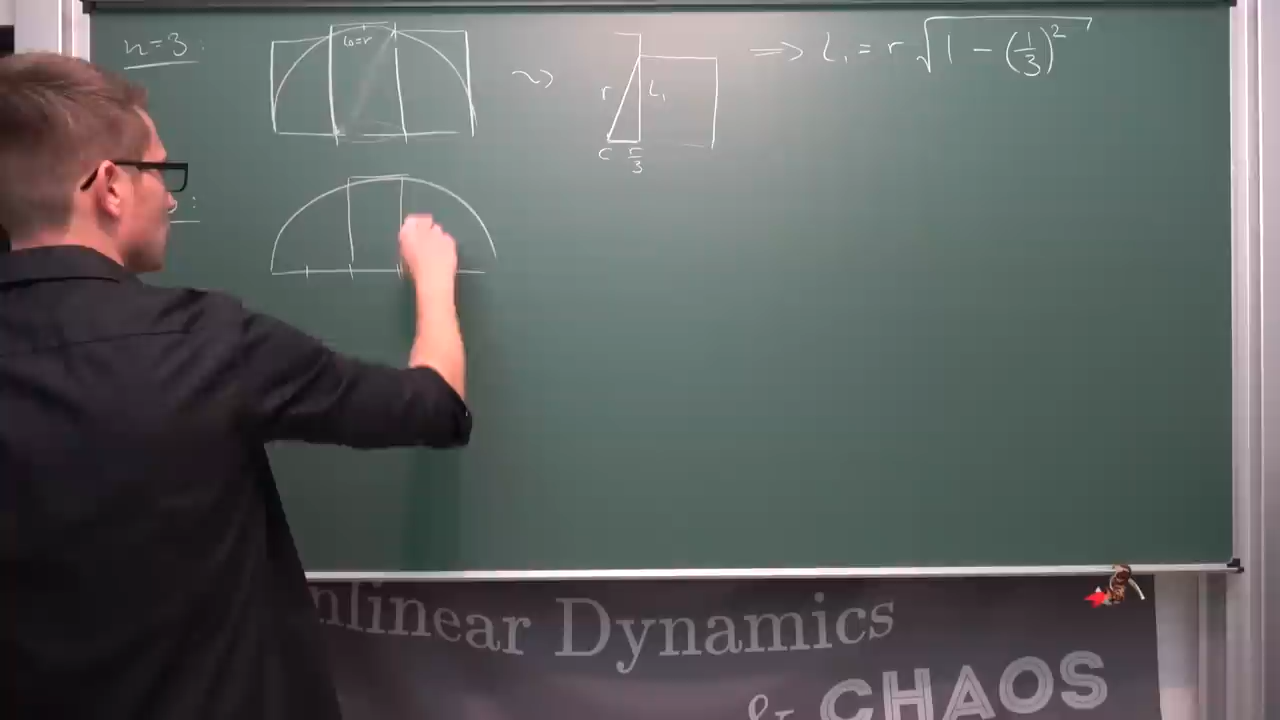 n=3:
l₀=r
~> r l₁
c r/3
=> l₁ = r √(1 - (1/3)²)
:
nlinear Dynamics
& CHAOS